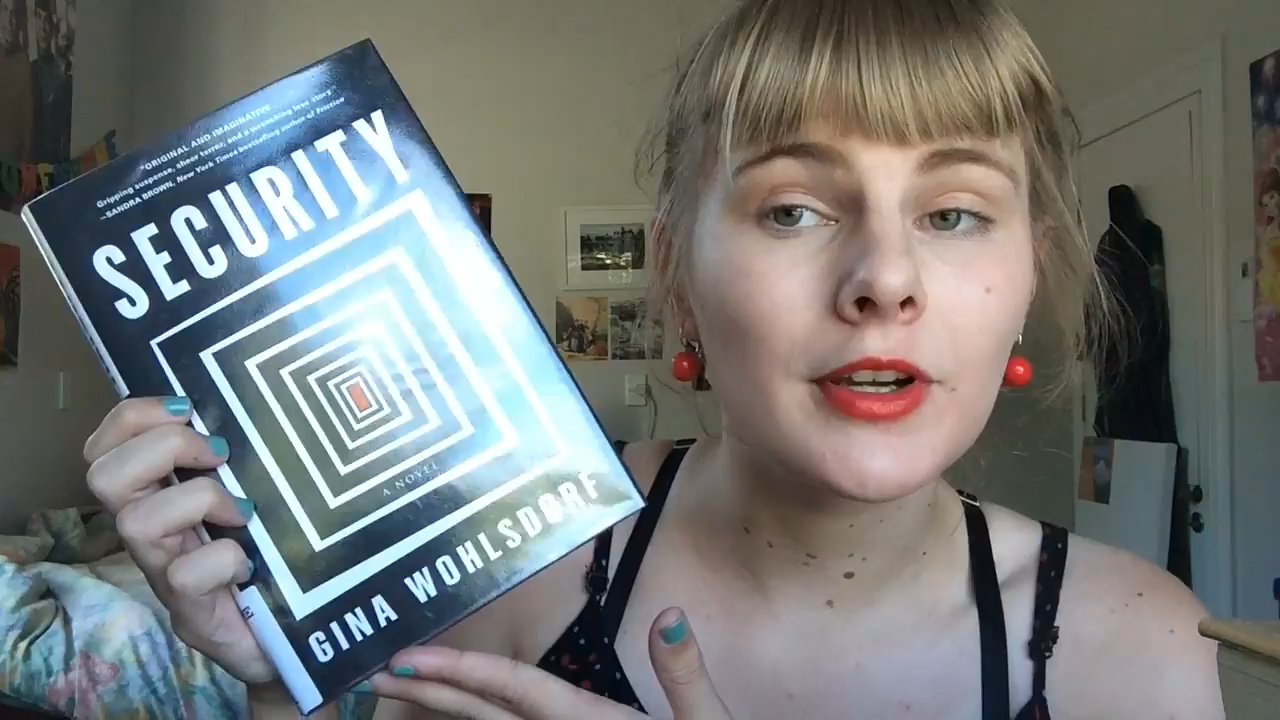 "ORIGINAL AND IMAGINATIVE
Gripping suspense, sheer terror, and a wrenching love story"
—SANDRA BROWN, New York Times bestselling author of Friction
SECURITY
A NOVEL
GINA WOHLSDORF